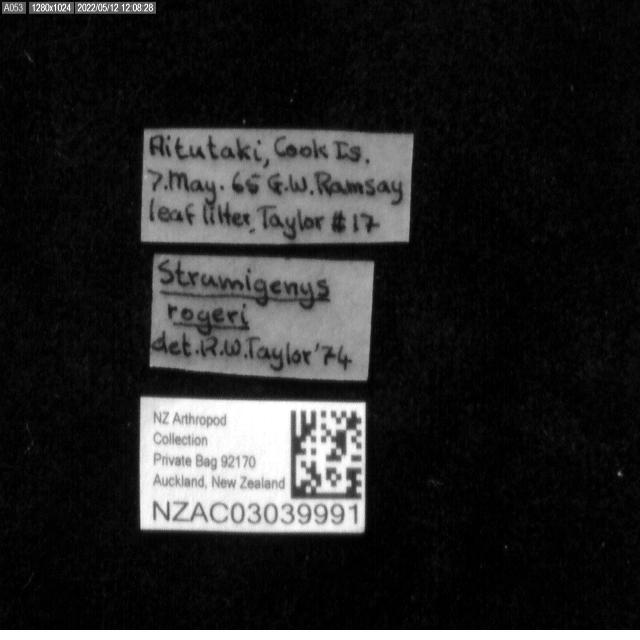 A053 1280x1024 2022/05/12 12:08:28
Aitutaki, Cook Is.
7.May.65 G.W.Ramsay
leaf litter, Taylor #17
Strumigenys
rogeri
det.R.W.Taylor'74
NZ Arthropod
Collection
Private Bag 92170
Auckland, New Zealand
NZAC03039991